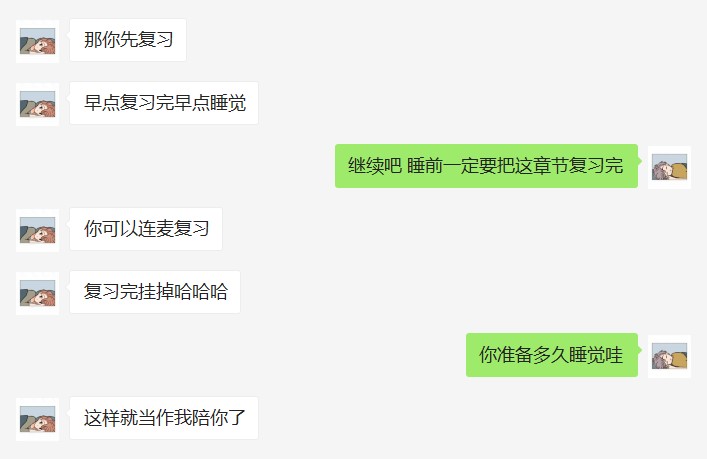 那你先复习
早点复习完早点睡觉
继续吧 睡前一定要把这章节复习完
你可以连麦复习
复习完挂掉哈哈哈
你准备多久睡觉哇
这样就当作我陪你了